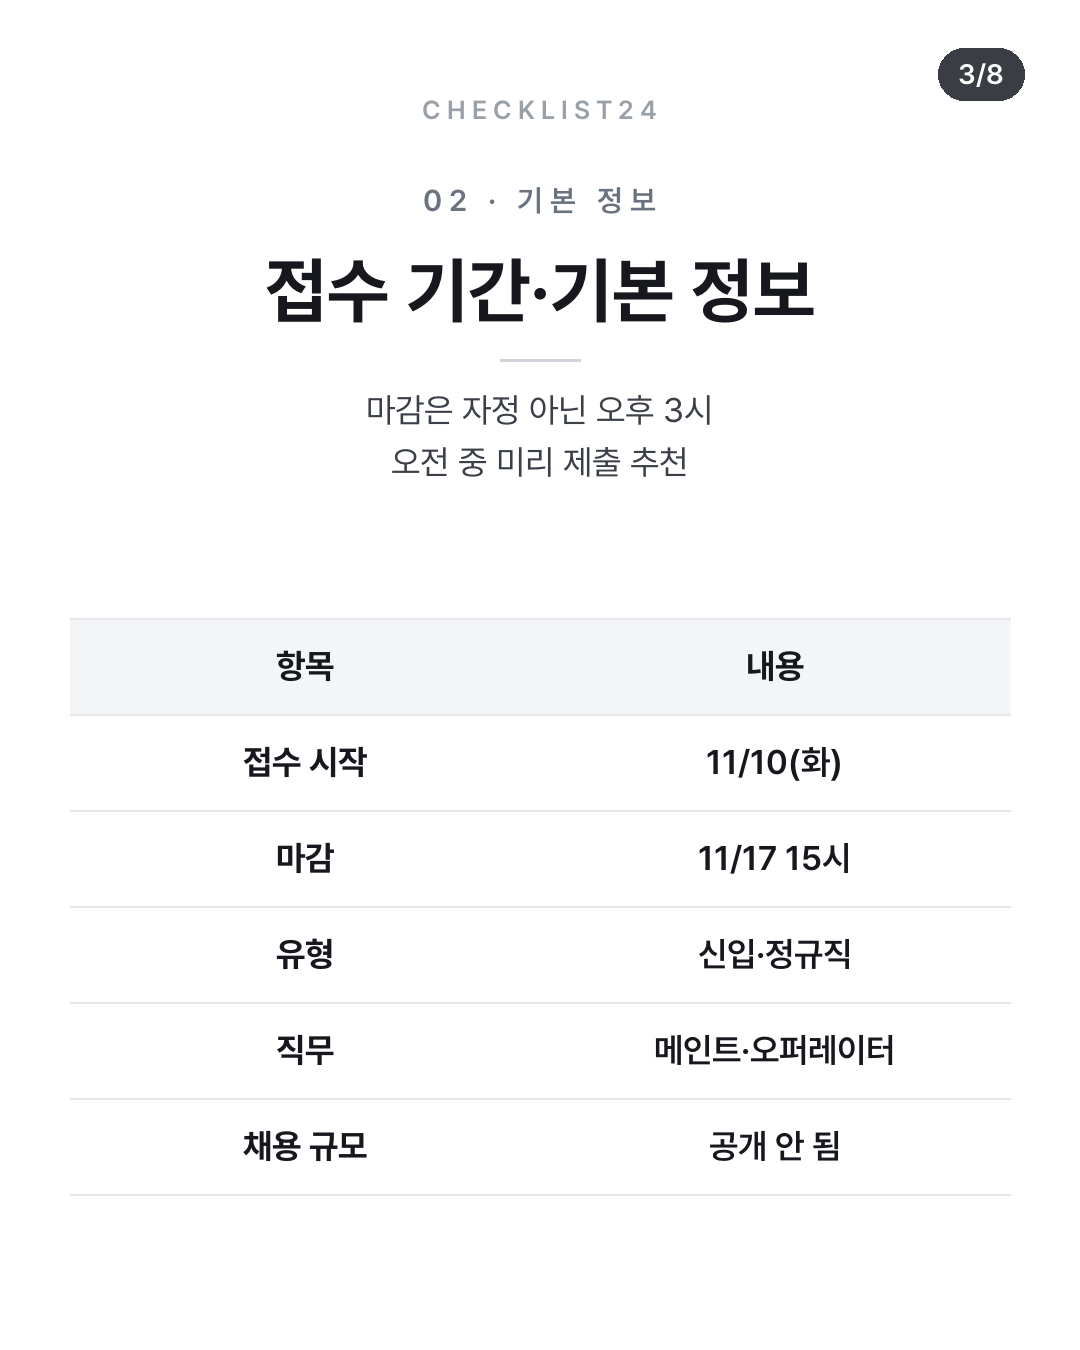 3/8
CHECKLIST24
02 · 기본 정보
접수 기간·기본 정보
마감은 자정 아닌 오후 3시
오전 중 미리 제출 추천
항목 내용
접수 시작 11/10(화)
마감 11/17 15시
유형 신입·정규직
직무 메인트·오퍼레이터
채용 규모 공개 안 됨